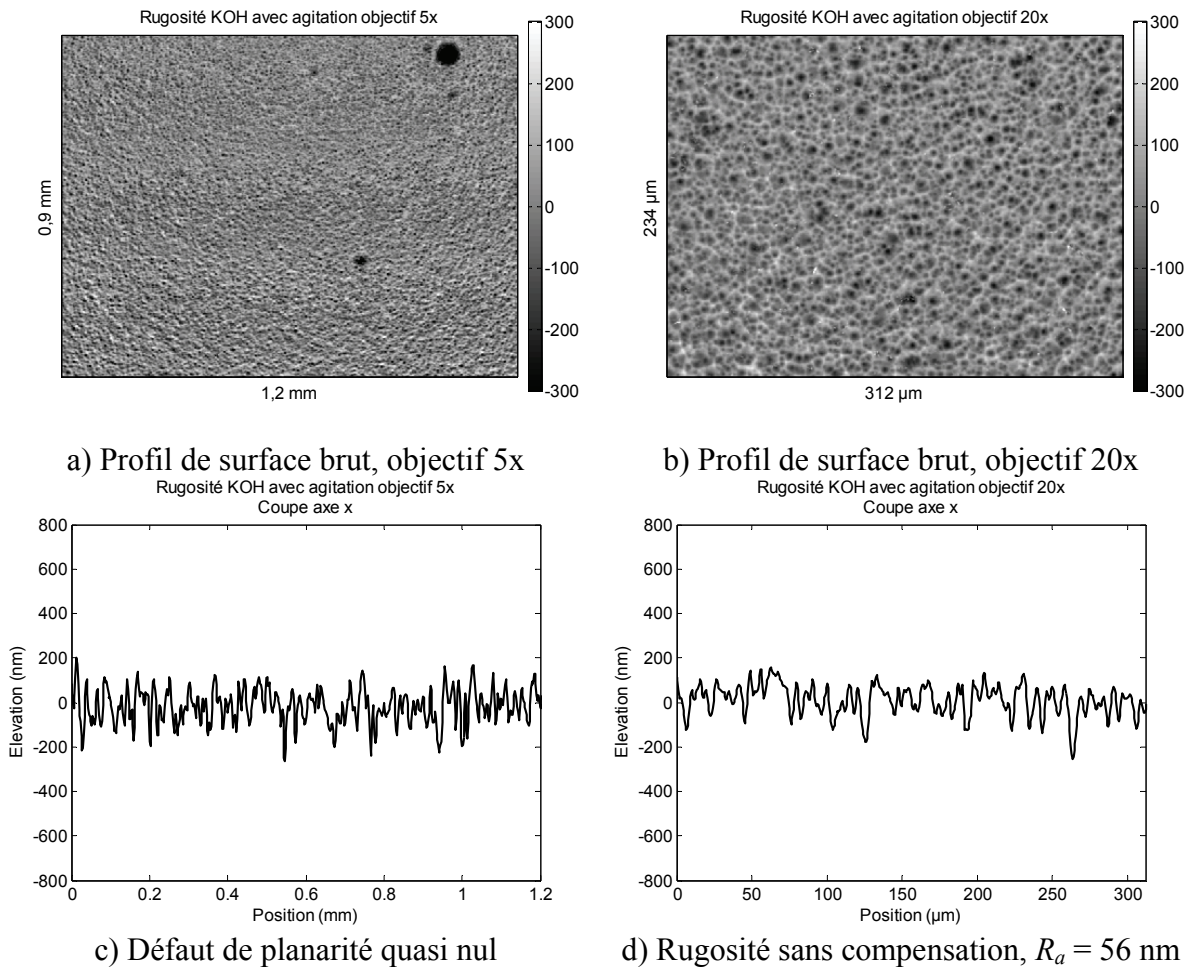 Rugosité KOH avec agitation objectif 5x
300
200
100
0
-100
-200
-300
0,9 mm
1,2 mm
Rugosité KOH avec agitation objectif 20x
300
200
100
0
-100
-200
-300
234 µm
312 µm
a) Profil de surface brut, objectif 5x
b) Profil de surface brut, objectif 20x
Rugosité KOH avec agitation objectif 5x
Coupe axe x
800
600
400
200
0
-200
-400
-600
-800
Elevation (nm)
0 0.2 0.4 0.6 0.8 1 1.2
Position (mm)
Rugosité KOH avec agitation objectif 20x
Coupe axe x
800
600
400
200
0
-200
-400
-600
-800
Elevation (nm)
0 50 100 150 200 250 300
Position (µm)
c) Défaut de planarité quasi nul
d) Rugosité sans compensation, Ra = 56 nm